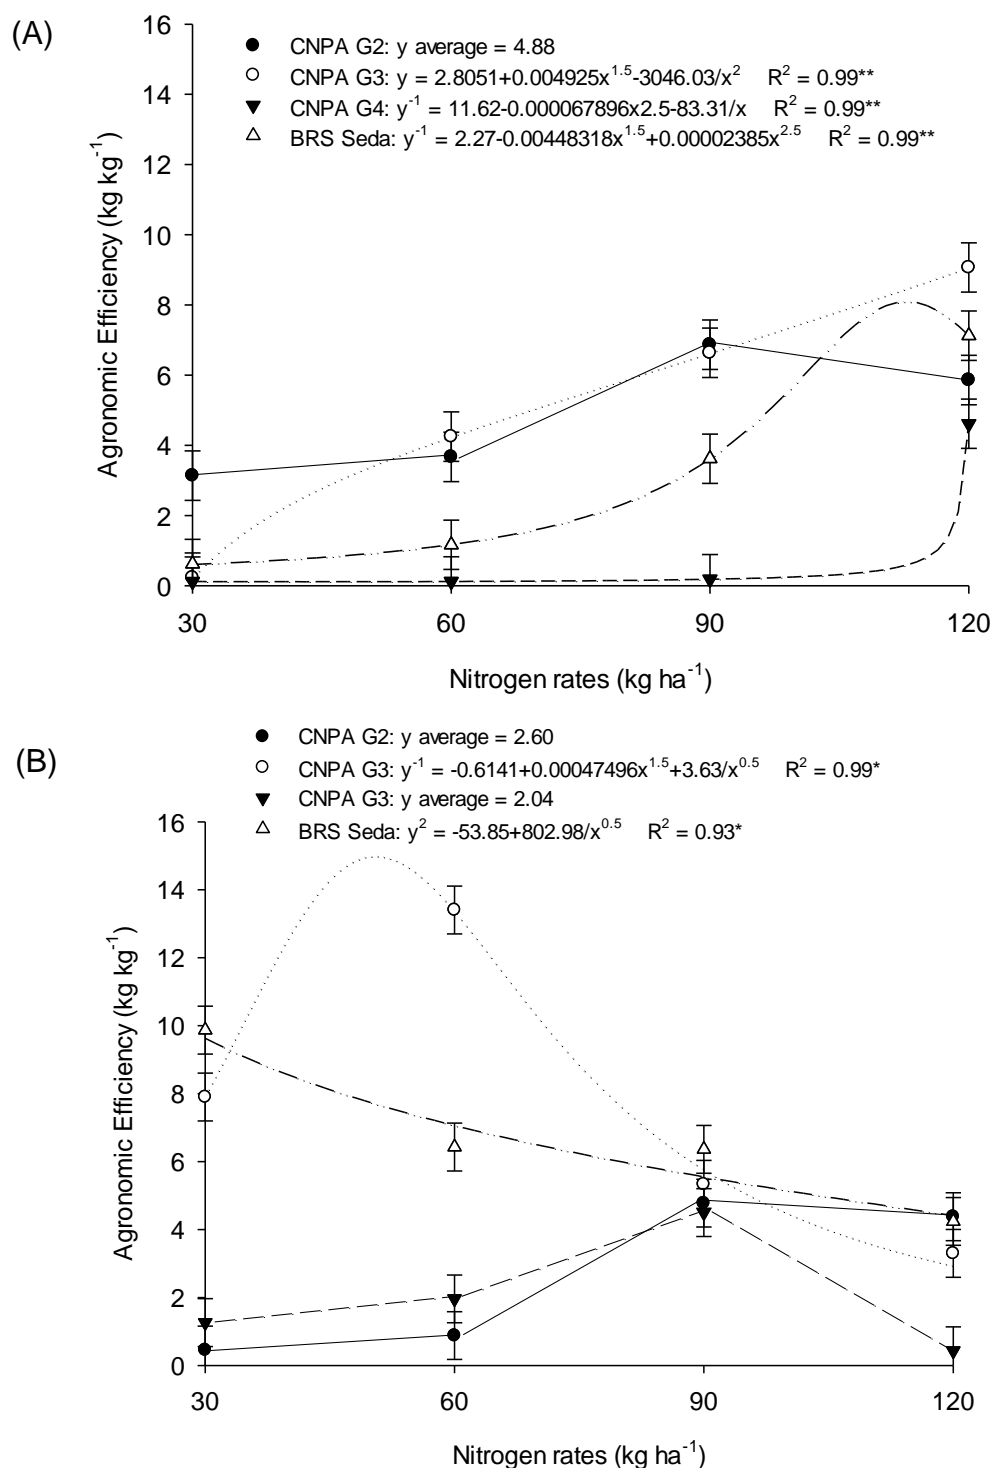 (A)
CNPA G2: y average = 4.88
CNPA G3: y = 2.8051+0.004925x^1.5-3046.03/x^2 R^2 = 0.99**
CNPA G4: y^-1 = 11.62-0.000067896x2.5-83.31/x R^2 = 0.99**
BRS Seda: y^-1 = 2.27-0.00448318x^1.5+0.00002385x^2.5 R^2 = 0.99**
Agronomic Efficiency (kg kg^-1)
16
14
12
10
8
6
4
2
0
30 60 90 120
Nitrogen rates (kg ha^-1)
(B)
CNPA G2: y average = 2.60
CNPA G3: y^-1 = -0.6141+0.00047496x^1.5+3.63/x^0.5 R^2 = 0.99*
CNPA G3: y average = 2.04
BRS Seda: y^2 = -53.85+802.98/x^0.5 R^2 = 0.93*
Agronomic Efficiency (kg kg^-1)
16
14
12
10
8
6
4
2
0
30 60 90 120
Nitrogen rates (kg ha^-1)